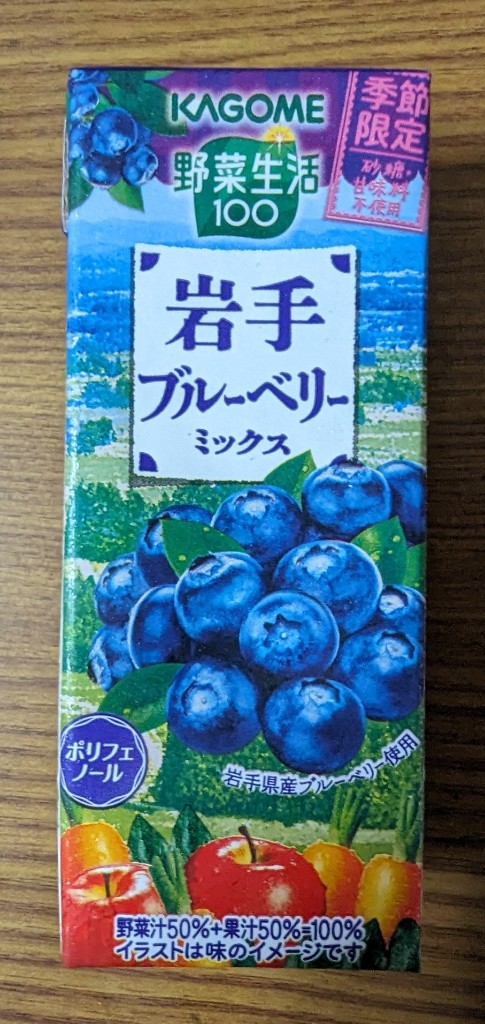 KAGOME
野菜生活
100
季節
限定
砂糖・
甘味料
不使用
岩手
ブルーベリー
ミックス
ポリフェ
ノール
岩手県産ブルーベリー使用
野菜汁50%+果汁50%=100%
イラストは味のイメージです